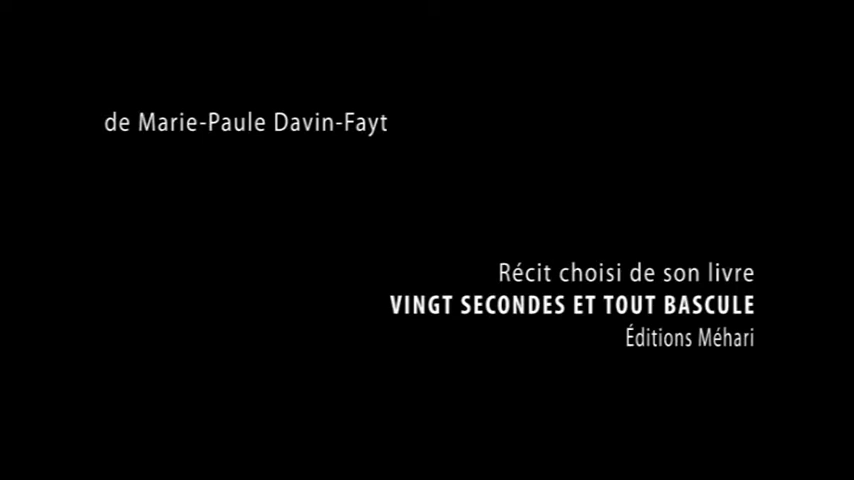 de Marie-Paule Davin-Fayt
Récit choisi de son livre
VINGT SECONDES ET TOUT BASCULE
Éditions Méhari